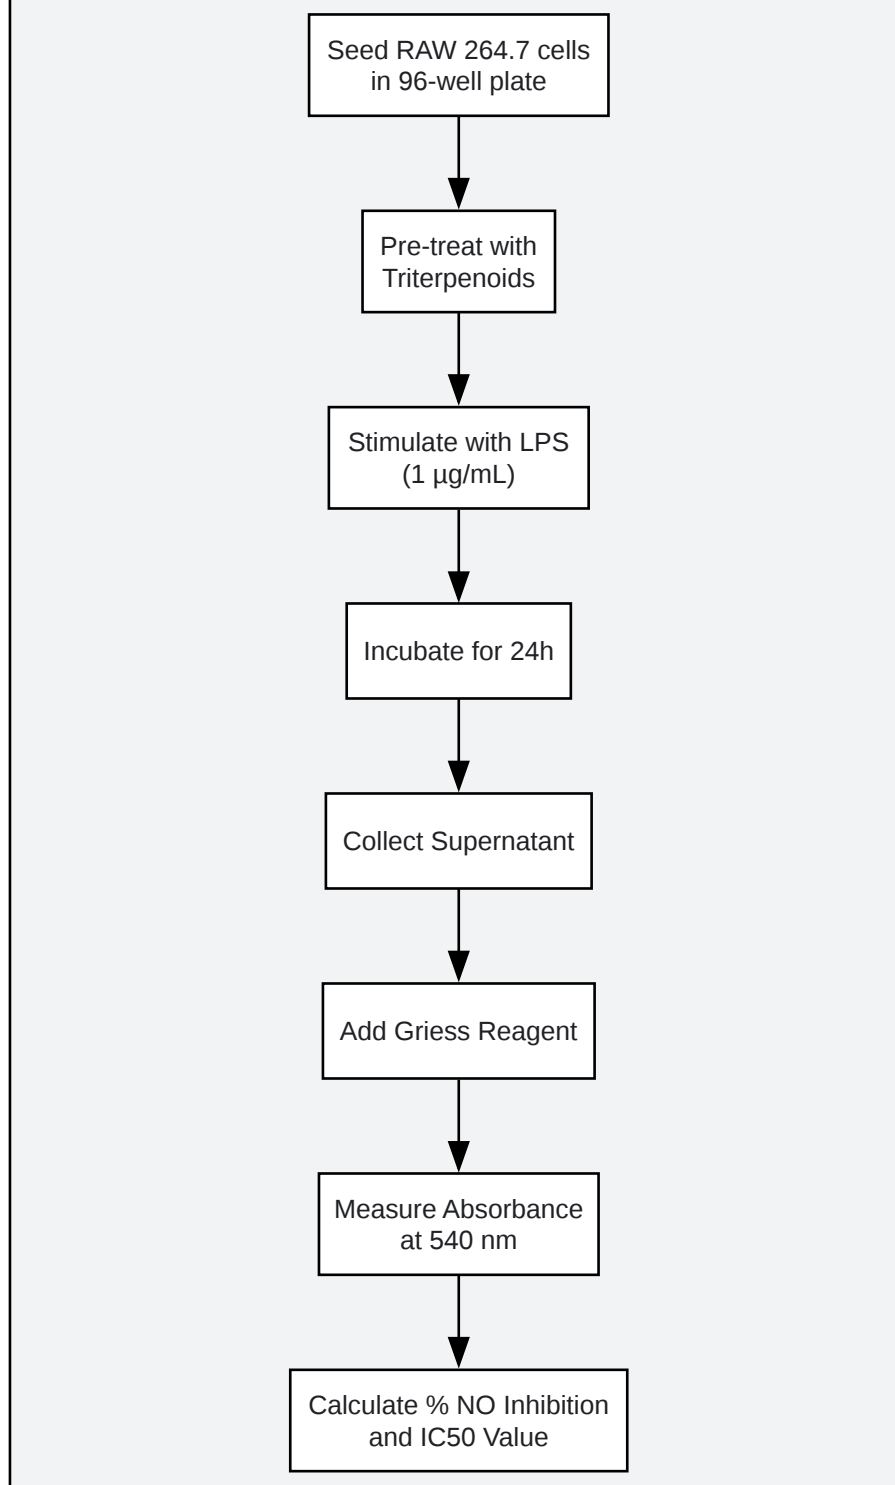 Seed RAW 264.7 cells
in 96-well plate
Pre-treat with
Triterpenoids
Stimulate with LPS
(1 µg/mL)
Incubate for 24h
Collect Supernatant
Add Griess Reagent
Measure Absorbance
at 540 nm
Calculate % NO Inhibition
and IC50 Value